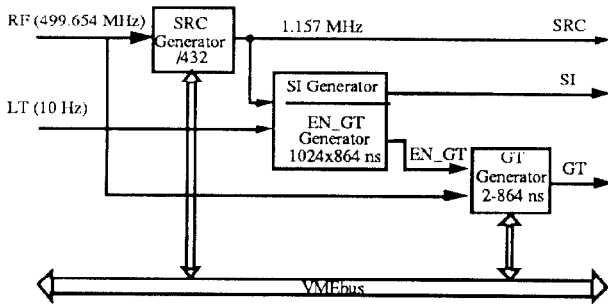 RF (499.654 MHz)
SRC
Generator
/432
1.157 MHz
SRC
SI Generator
SI
LT (10 Hz)
EN_GT
Generator
1024x864 ns
EN_GT
GT
Generator
2-864 ns
GT
VMEbus